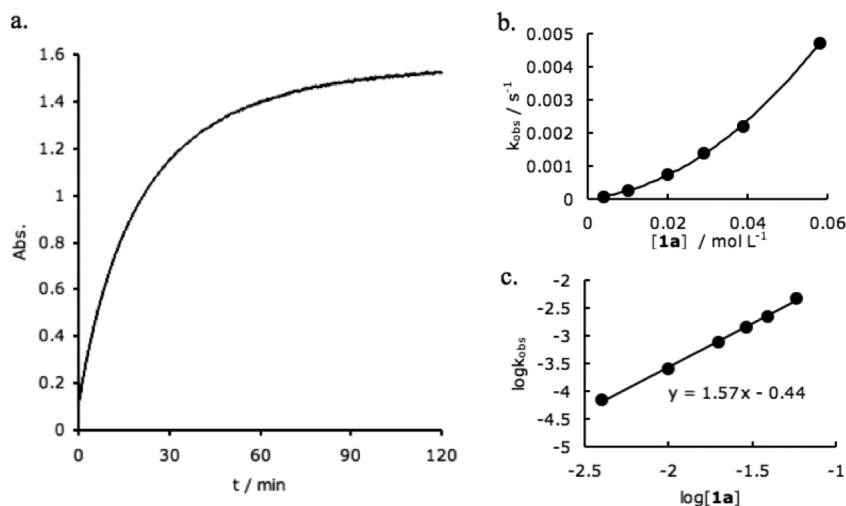 a.
1.6
1.4
1.2
1
0.8
0.6
0.4
0.2
0
Abs.
0 30 60 90 120
t / min
b.
0.005
0.004
0.003
0.002
0.001
0
k_obs / s⁻¹
0 0.02 0.04 0.06
[1a] / mol L⁻¹
c.
-2
-2.5
-3
-3.5
-4
-4.5
-5
logk_obs
y = 1.57x - 0.44
-2.5 -2 -1.5 -1
log[1a]